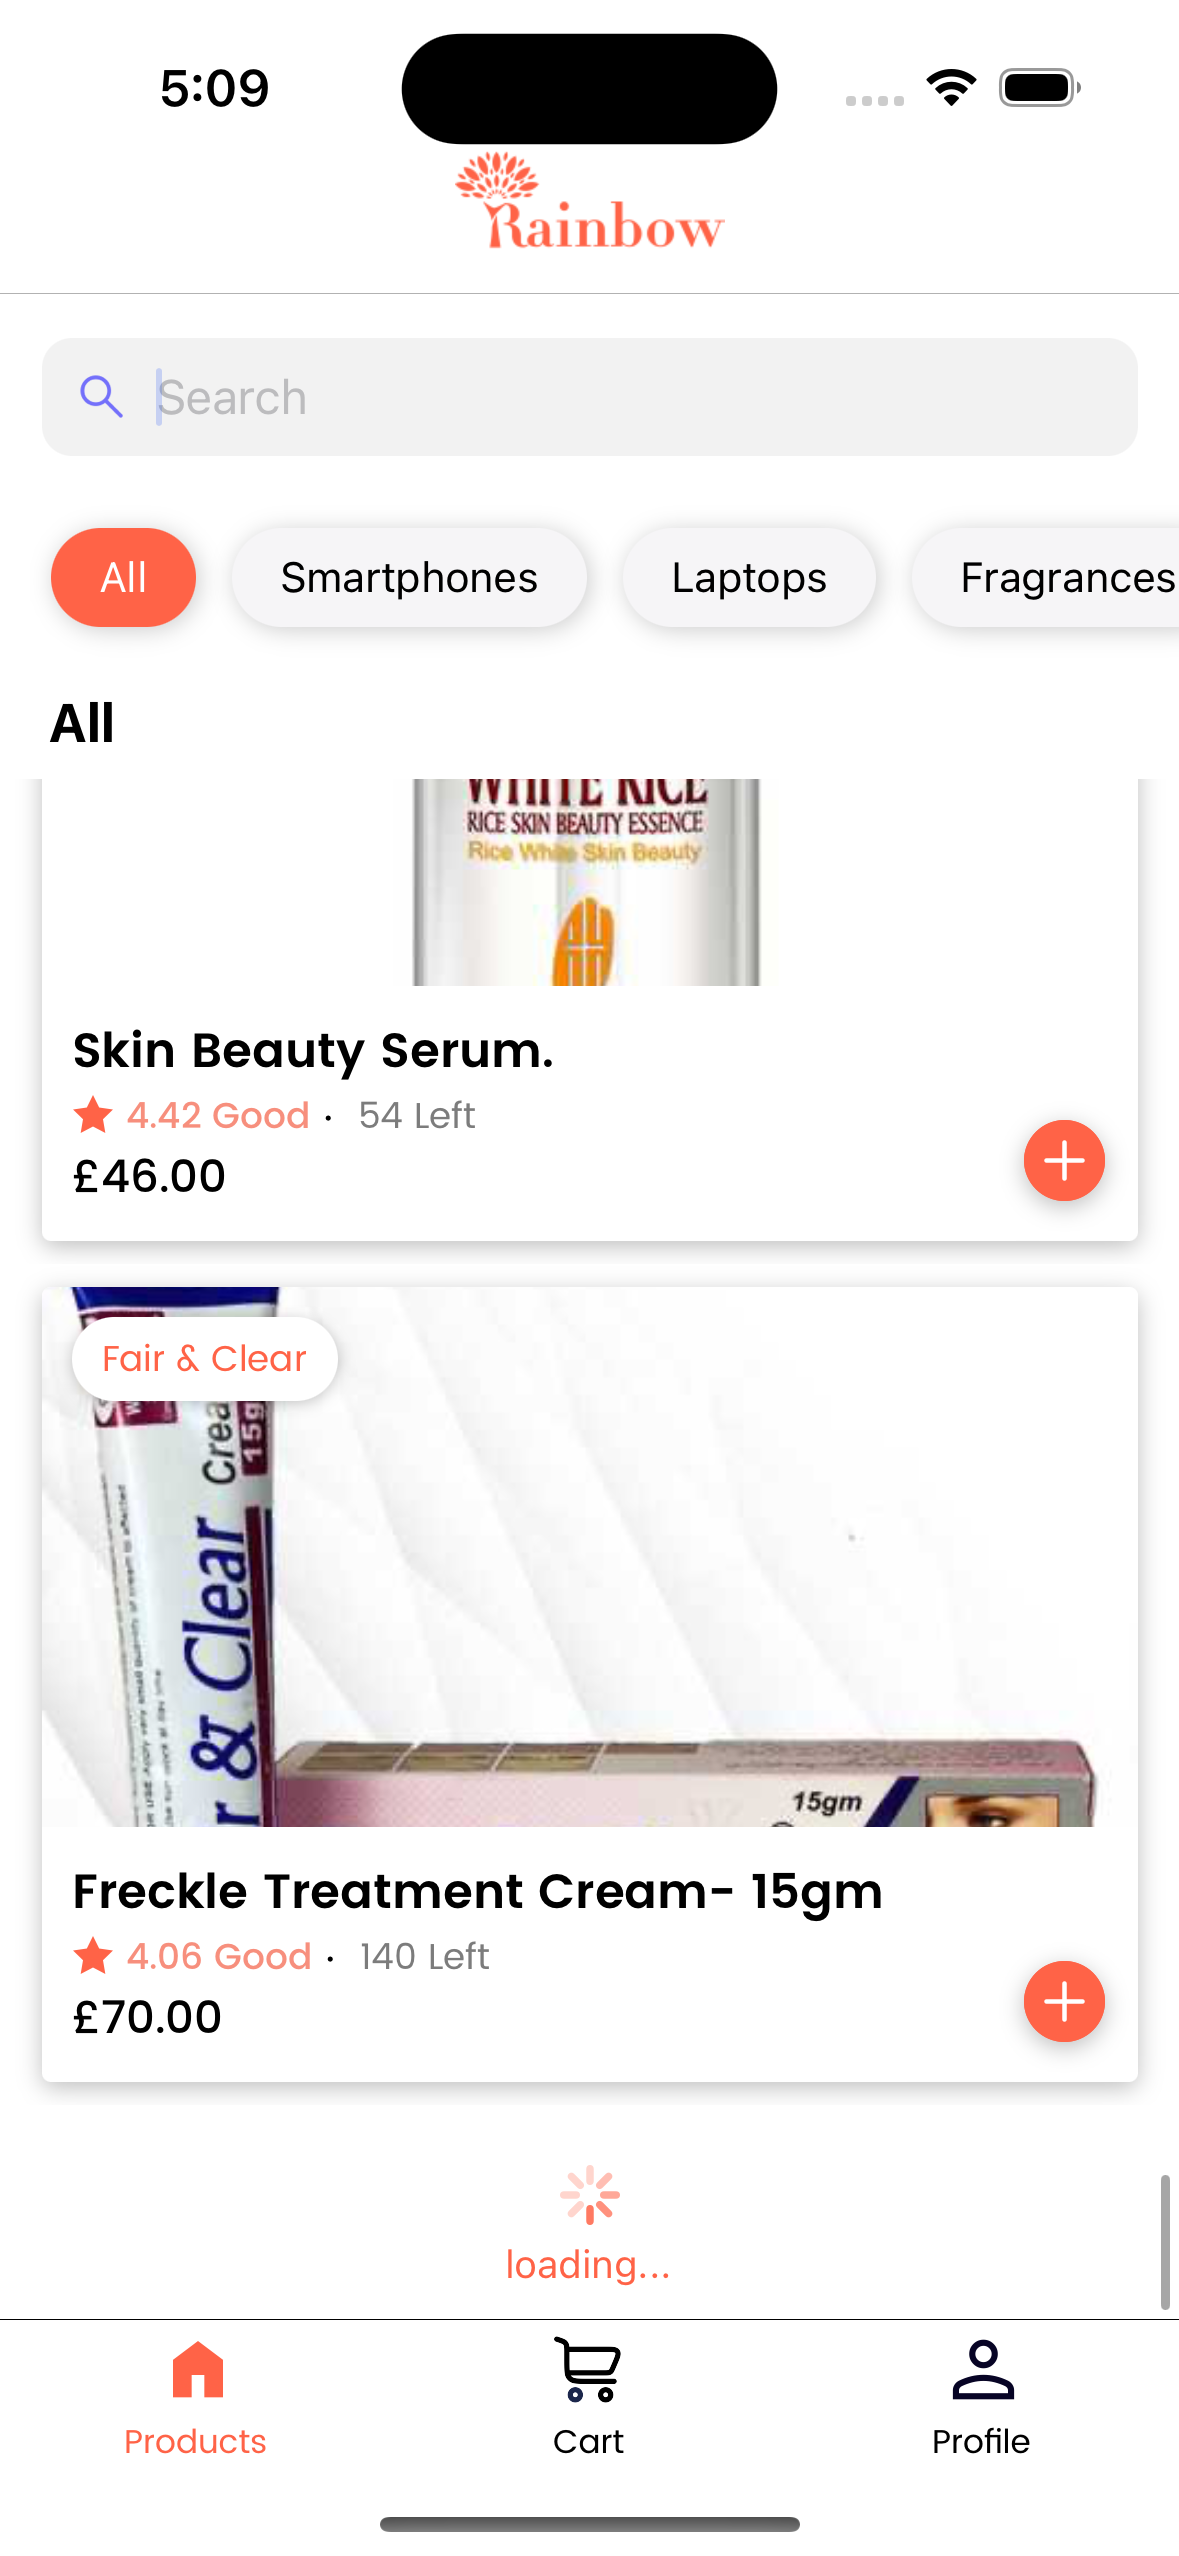 5:09
Rainbow
Search
All
Smartphones
Laptops
Fragrances
All
WHITE RICE
RICE SKIN BEAUTY ESSENCE
Rice White Skin Beauty
Skin Beauty Serum.
4.42 Good · 54 Left
£46.00
Fair & Clear
15g
Clear
&
15gm
Freckle Treatment Cream- 15gm
4.06 Good · 140 Left
£70.00
loading...
Products
Cart
Profile